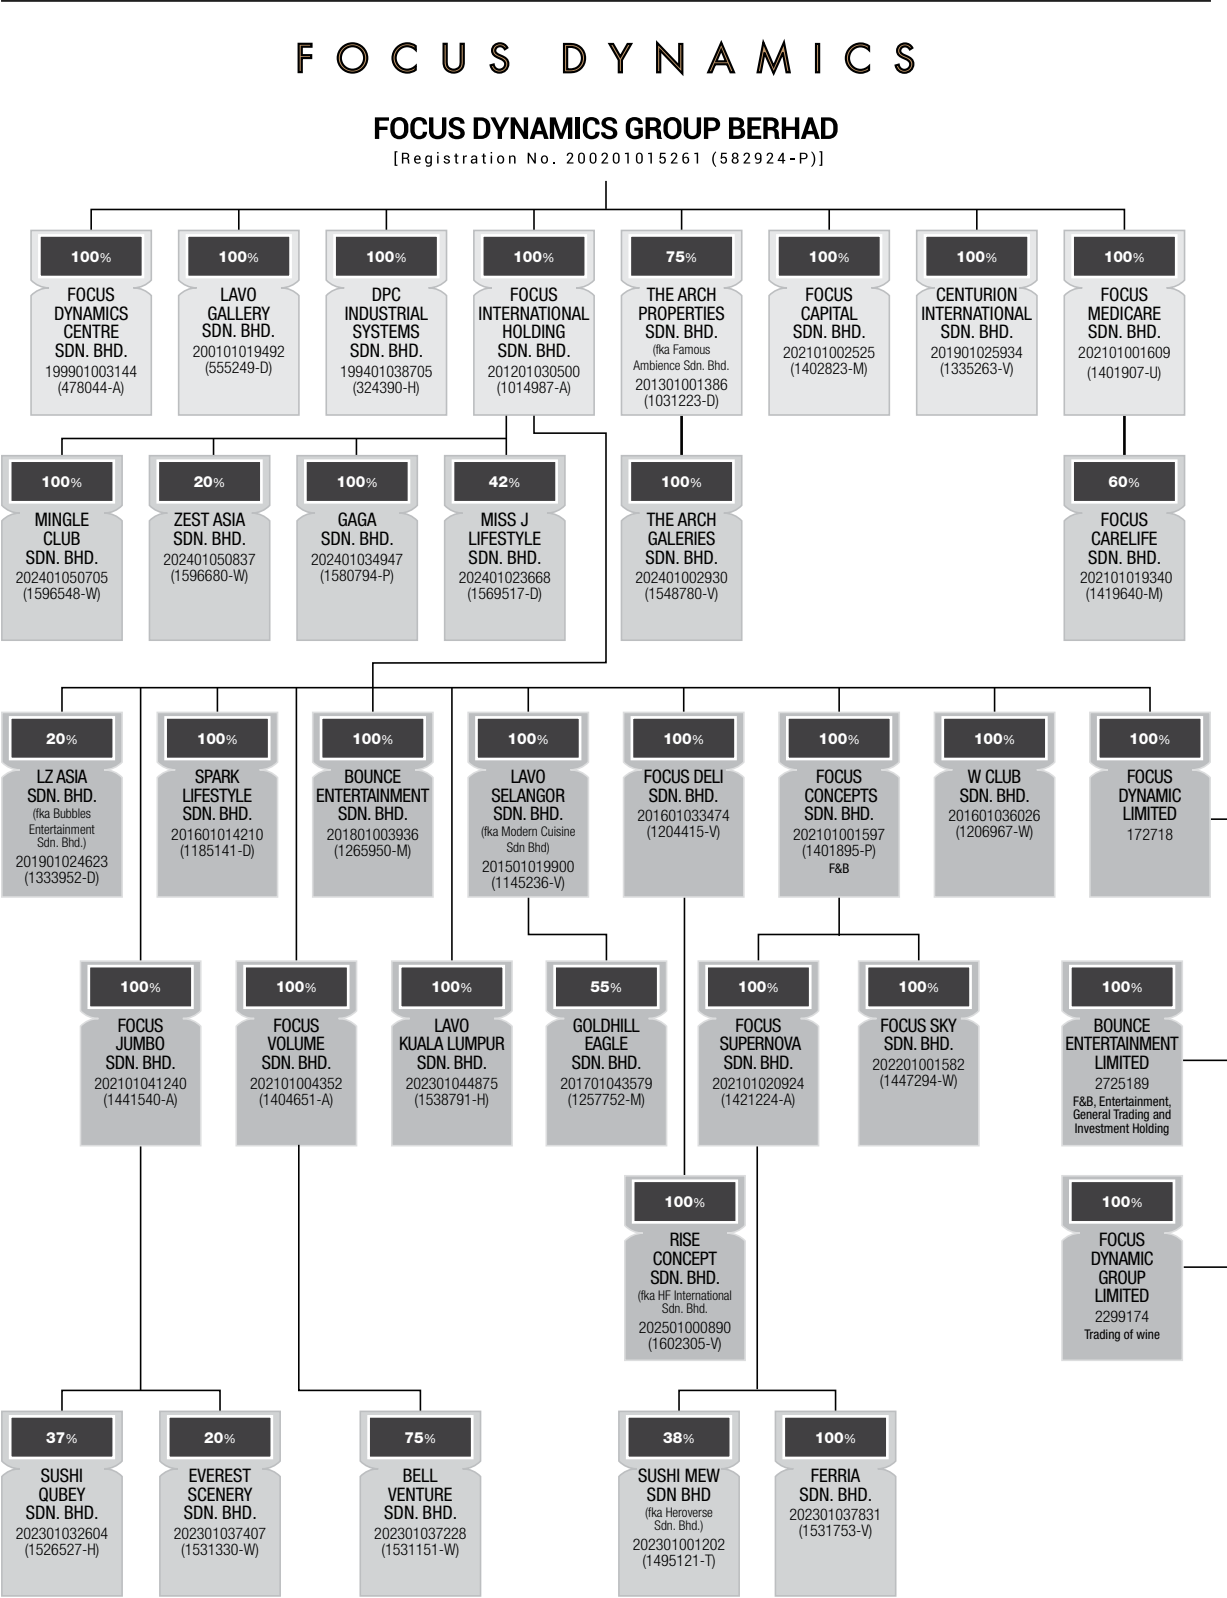 FOCUS DYNAMICS
FOCUS DYNAMICS GROUP BERHAD
[Registration No. 200201015261 (582924-P)]
100%
FOCUS
DYNAMICS
CENTRE
SDN. BHD.
199901003144
(478044-A)
100%
LAVO
GALLERY
SDN. BHD.
200101019492
(555249-D)
100%
DPC
INDUSTRIAL
SYSTEMS
SDN. BHD.
199401038705
(324390-H)
100%
FOCUS
INTERNATIONAL
HOLDING
SDN. BHD.
201201030500
(1014987-A)
75%
THE ARCH
PROPERTIES
SDN. BHD.
(fka Famous
Ambience Sdn. Bhd.
201301001386
(1031223-D)
100%
FOCUS
CAPITAL
SDN. BHD.
202101002525
(1402823-M)
100%
CENTURION
INTERNATIONAL
SDN. BHD.
201901025934
(1335263-V)
100%
FOCUS
MEDICARE
SDN. BHD.
202101001609
(1401907-U)
100%
MINGLE
CLUB
SDN. BHD.
202401050705
(1596548-W)
20%
ZEST ASIA
SDN. BHD.
202401050837
(1596680-W)
100%
GAGA
SDN. BHD.
202401034947
(1580794-P)
42%
MISS J
LIFESTYLE
SDN. BHD.
202401023668
(1569517-D)
100%
THE ARCH
GALERIES
SDN. BHD.
202401002930
(1548780-V)
60%
FOCUS
CARELIFE
SDN. BHD.
202101019340
(1419640-M)
20%
LZ ASIA
SDN. BHD.
(fka Bubbles
Entertainment
Sdn. Bhd.)
201901024623
(1333952-D)
100%
SPARK
LIFESTYLE
SDN. BHD.
201601014210
(1185141-D)
100%
BOUNCE
ENTERTAINMENT
SDN. BHD.
201801003936
(1265950-M)
100%
LAVO
SELANGOR
SDN. BHD.
(fka Modern Cuisine
Sdn Bhd)
201501019900
(1145236-V)
100%
FOCUS DELI
SDN. BHD.
201601033474
(1204415-V)
100%
FOCUS
CONCEPTS
SDN. BHD.
202101001597
(1401895-P)
F&B
100%
W CLUB
SDN. BHD.
201601036026
(1206967-W)
100%
FOCUS
DYNAMIC
LIMITED
172718
100%
FOCUS
JUMBO
SDN. BHD.
202101041240
(1441540-A)
100%
FOCUS
VOLUME
SDN. BHD.
202101004352
(1404651-A)
100%
LAVO
KUALA LUMPUR
SDN. BHD.
202301044875
(1538791-H)
55%
GOLDHILL
EAGLE
SDN. BHD.
201701043579
(1257752-M)
100%
FOCUS
SUPERNOVA
SDN. BHD.
202101020924
(1421224-A)
100%
FOCUS SKY
SDN. BHD.
202201001582
(1447294-W)
100%
BOUNCE
ENTERTAINMENT
LIMITED
2725189
F&B, Entertainment,
General Trading and
Investment Holding
100%
RISE
CONCEPT
SDN. BHD.
(fka HF International
Sdn. Bhd.
202501000890
(1602305-V)
100%
FOCUS
DYNAMIC
GROUP
LIMITED
2299174
Trading of wine
37%
SUSHI
QUBEY
SDN. BHD.
202301032604
(1526527-H)
20%
EVEREST
SCENERY
SDN. BHD.
202301037407
(1531330-W)
75%
BELL
VENTURE
SDN. BHD.
202301037228
(1531151-W)
38%
SUSHI MEW
SDN BHD
(fka Heroverse
Sdn. Bhd.)
202301001202
(1495121-T)
100%
FERRIA
SDN. BHD.
202301037831
(1531753-V)